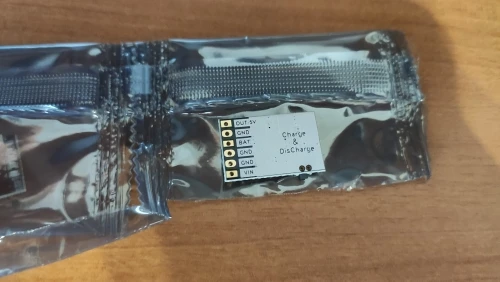 OUT 5V
GND
BAT
GND
GND
VIN
Charge
&
DisCharge